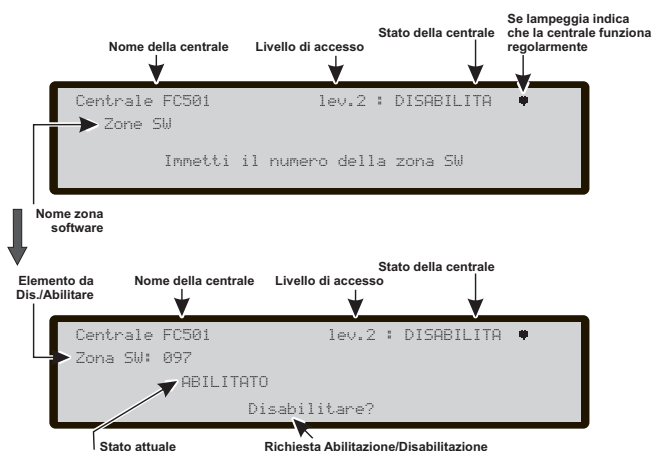 Se lampeggia indica
che la centrale funziona
regolarmente
Nome della centrale
Livello di accesso
Stato della centrale
Centrale FC501 lev.2 : DISABILITA
Zone SW
Immetti il numero della zona SW
Nome zona
software
Elemento da
Dis./Abilitare
Nome della centrale
Livello di accesso
Stato della centrale
Centrale FC501 lev.2 : DISABILITA
Zona SW: 097
ABILITATO
Disabilitare?
Stato attuale
Richiesta Abilitazione/Disabilitazione